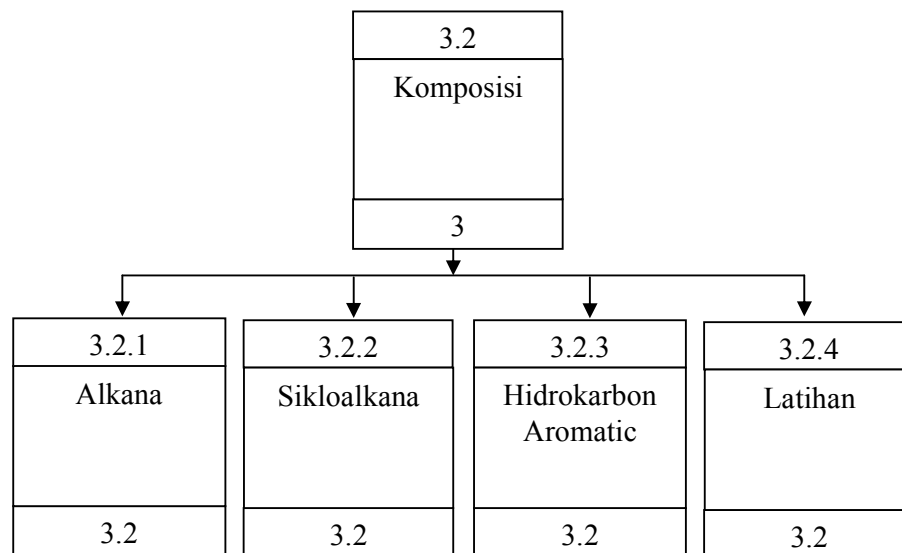 3.2
Komposisi
3
3.2.1
Alkana
3.2
3.2.2
Sikloalkana
3.2
3.2.3
Hidrokarbon
Aromatic
3.2
3.2.4
Latihan
3.2